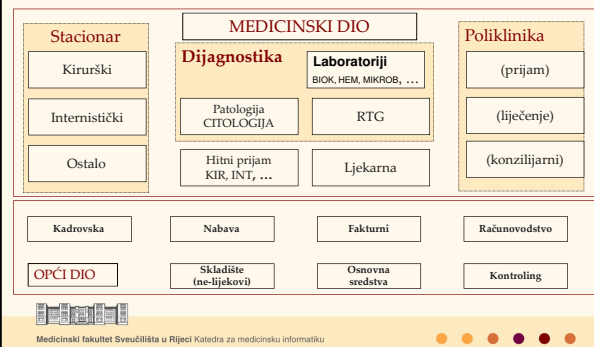 MEDICINSKI DIO
Stacionar
Kirurški
Internistički
Ostalo
Dijagnostika
Laboratoriji
BIOK, HEM, MIKROB, ...
Patologija
CITOLOGIJA
RTG
Hitni prijam
KIR, INT, ...
Ljekarna
Poliklinika
(prijam)
(liječenje)
(konzilijarni)
Kadrovska
Nabava
Fakturni
Računovodstvo
OPĆI DIO
Skladište
(ne-lijekovi)
Osnovna
sredstva
Kontroling
Medicinski fakultet Sveučilišta u Rijeci Katedra za medicinsku informatiku